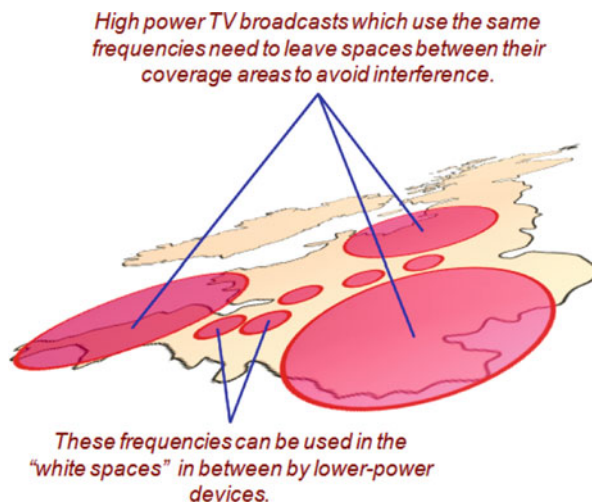 High power TV broadcasts which use the same
frequencies need to leave spaces between their
coverage areas to avoid interference.
These frequencies can be used in the
“white spaces” in between by lower-power
devices.